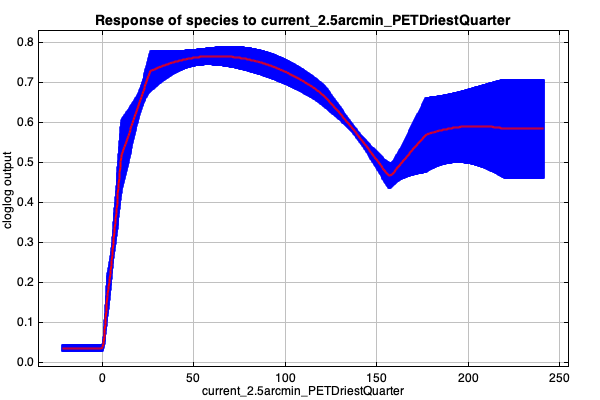 Response of species to current_2.5arcmin_PETDriestQuarter
cloglog output
0.8
0.7
0.6
0.5
0.4
0.3
0.2
0.1
0.0
0 50 100 150 200 250
current_2.5arcmin_PETDriestQuarter